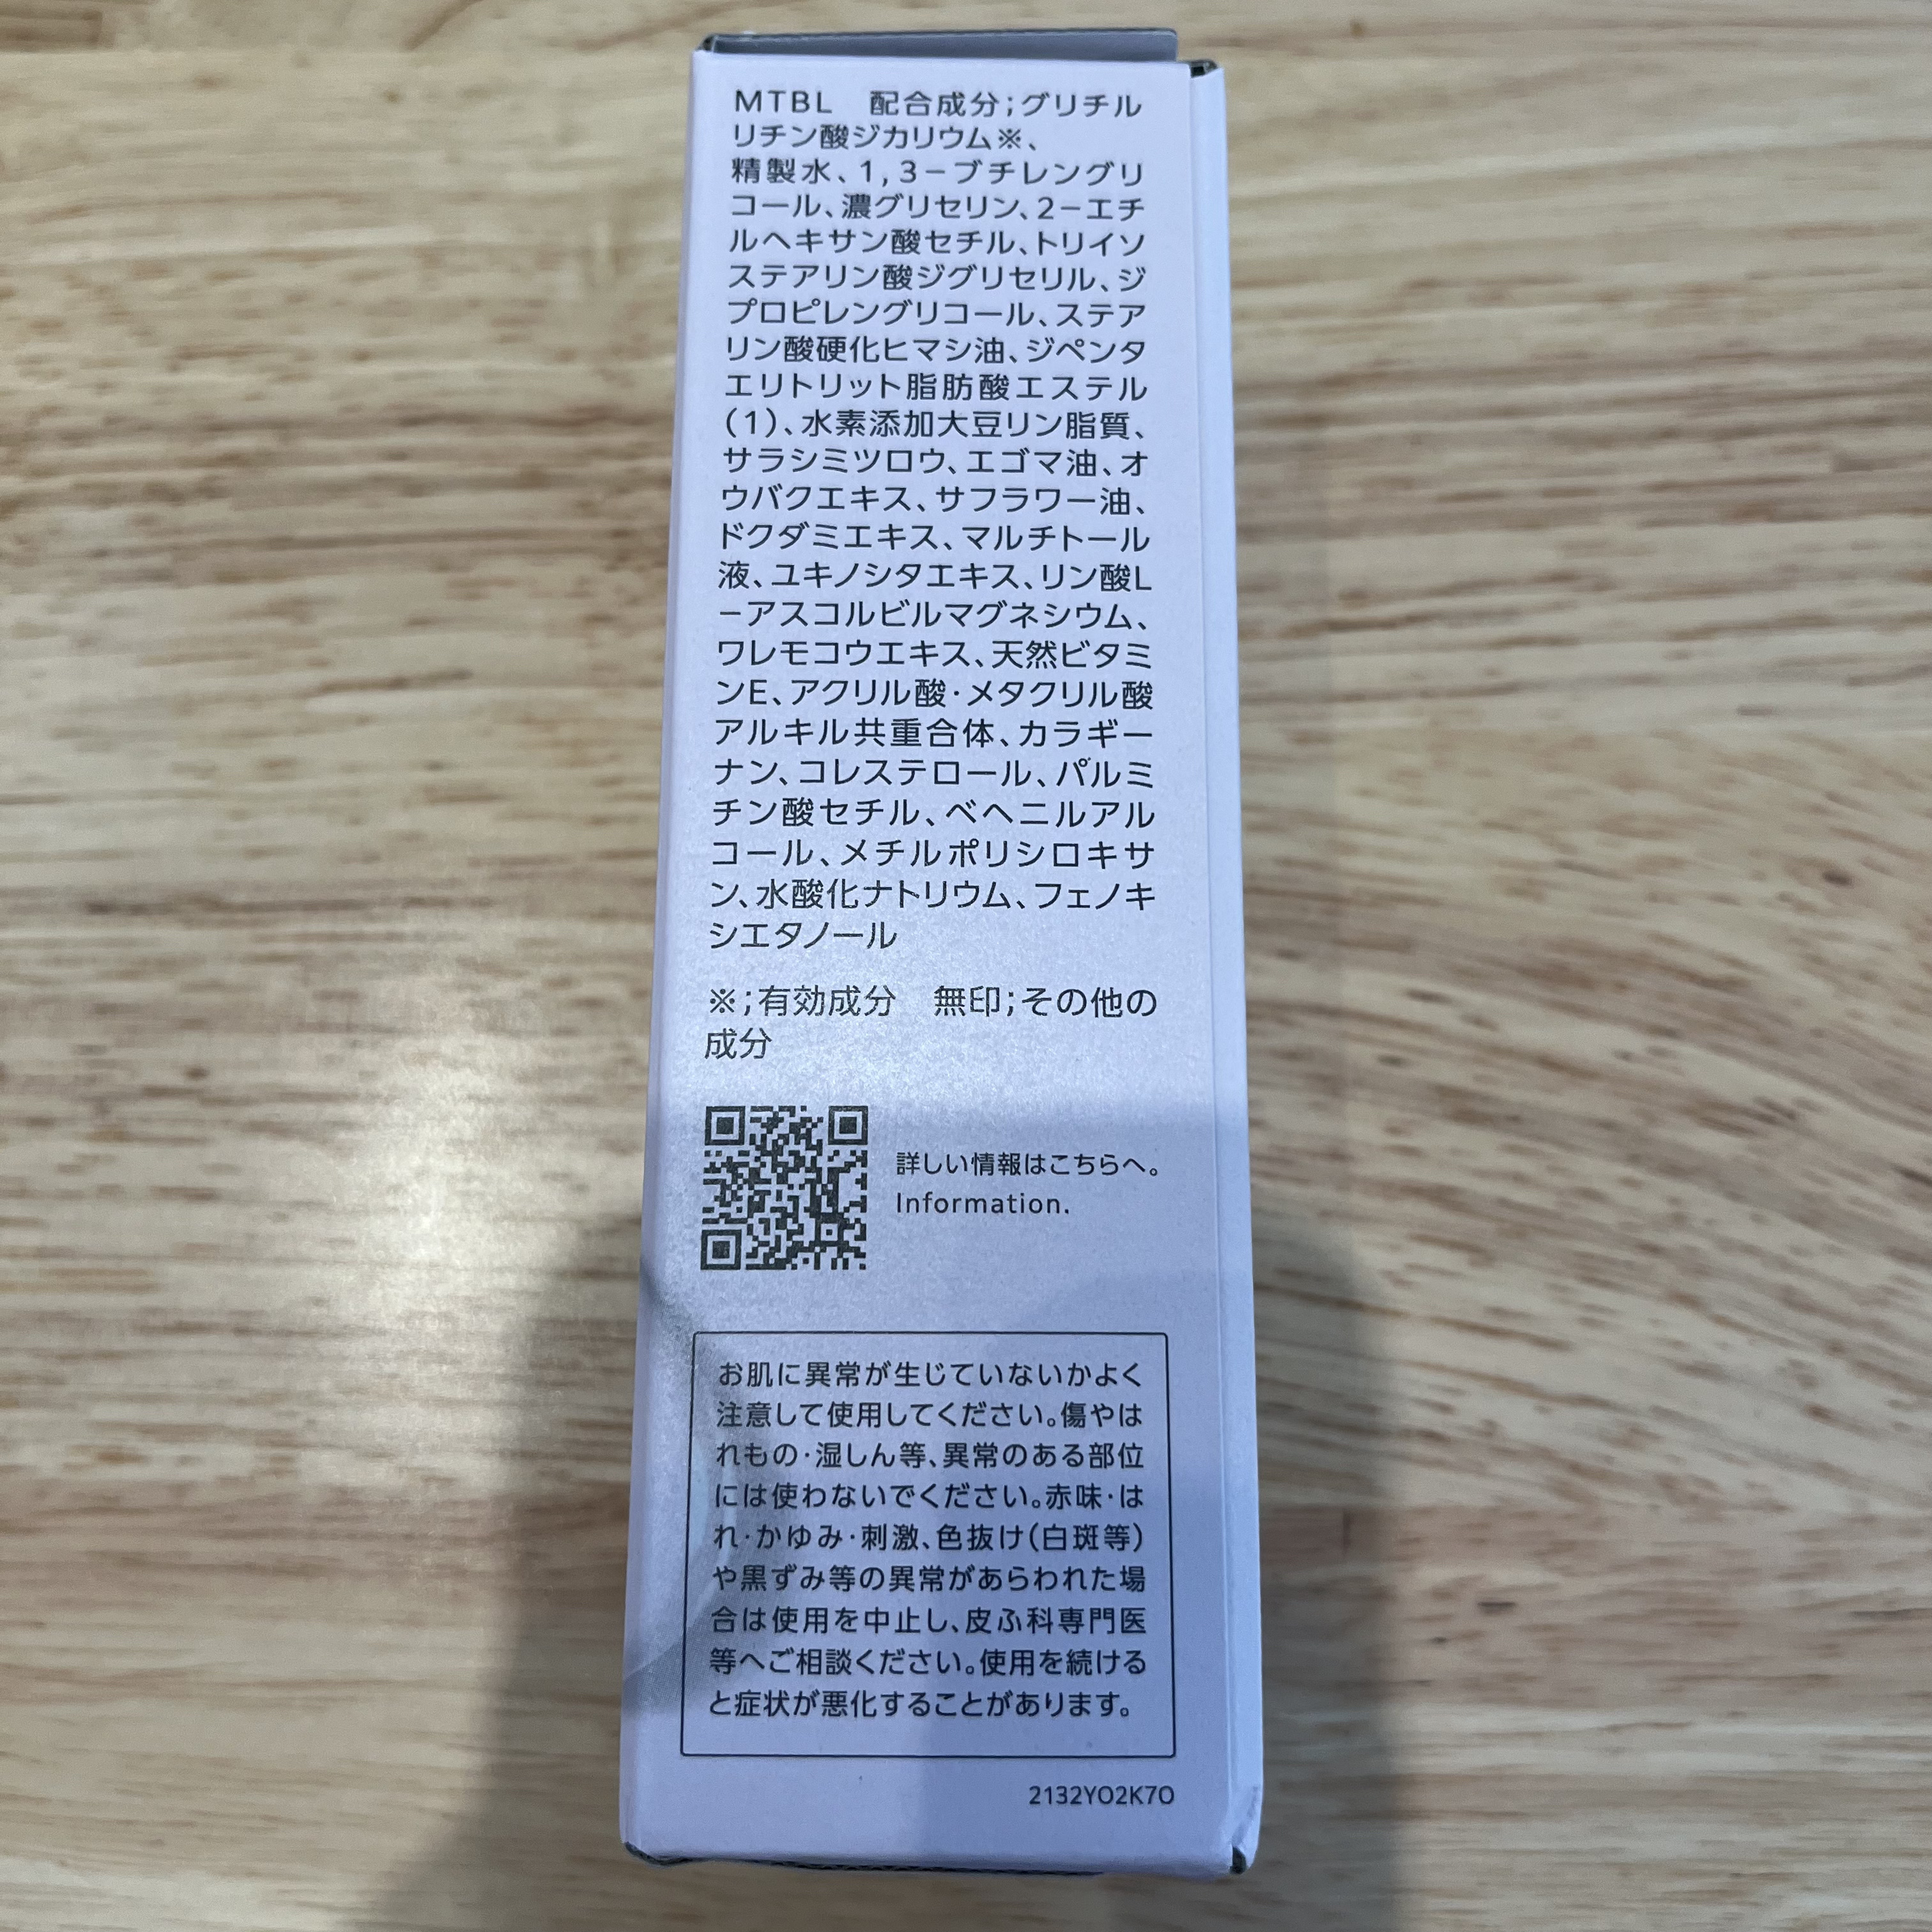 MTBL　配合成分;グリチル
リチン酸ジカリウム※、
精製水、1,3−ブチレングリ
コール、濃グリセリン、2−エチ
ルヘキサン酸セチル、トリイソ
ステアリン酸ジグリセリル、ジ
プロピレングリコール、ステア
リン酸硬化ヒマシ油、ジペンタ
エリトリット脂肪酸エステル
(1)、水素添加大豆リン脂質、
サラシミツロウ、エゴマ油、オ
ウバクエキス、サフラワー油、
ドクダミエキス、マルチトール
液、ユキノシタエキス、リン酸L
−アスコルビルマグネシウム、
ワレモコウエキス、天然ビタミ
ンE、アクリル酸·メタクリル酸
アルキル共重合体、カラギー
ナン、コレステロール、パルミ
チン酸セチル、ベヘニルアル
コール、メチルポリシロキサ
ン、水酸化ナトリウム、フェノキ
シエタノール
※;有効成分　無印;その他の
成分
詳しい情報はこちらへ。
Information.
お肌に異常が生じていないかよく
注意して使用してください。傷やは
れもの·湿しん等、異常のある部位
には使わないでください。赤味·は
れ·かゆみ·刺激、色抜け(白斑等)
や黒ずみ等の異常があらわれた場
合は使用を中止し、皮ふ科専門医
等へご相談ください。使用を続ける
と症状が悪化することがあります。
2132YO2K7O